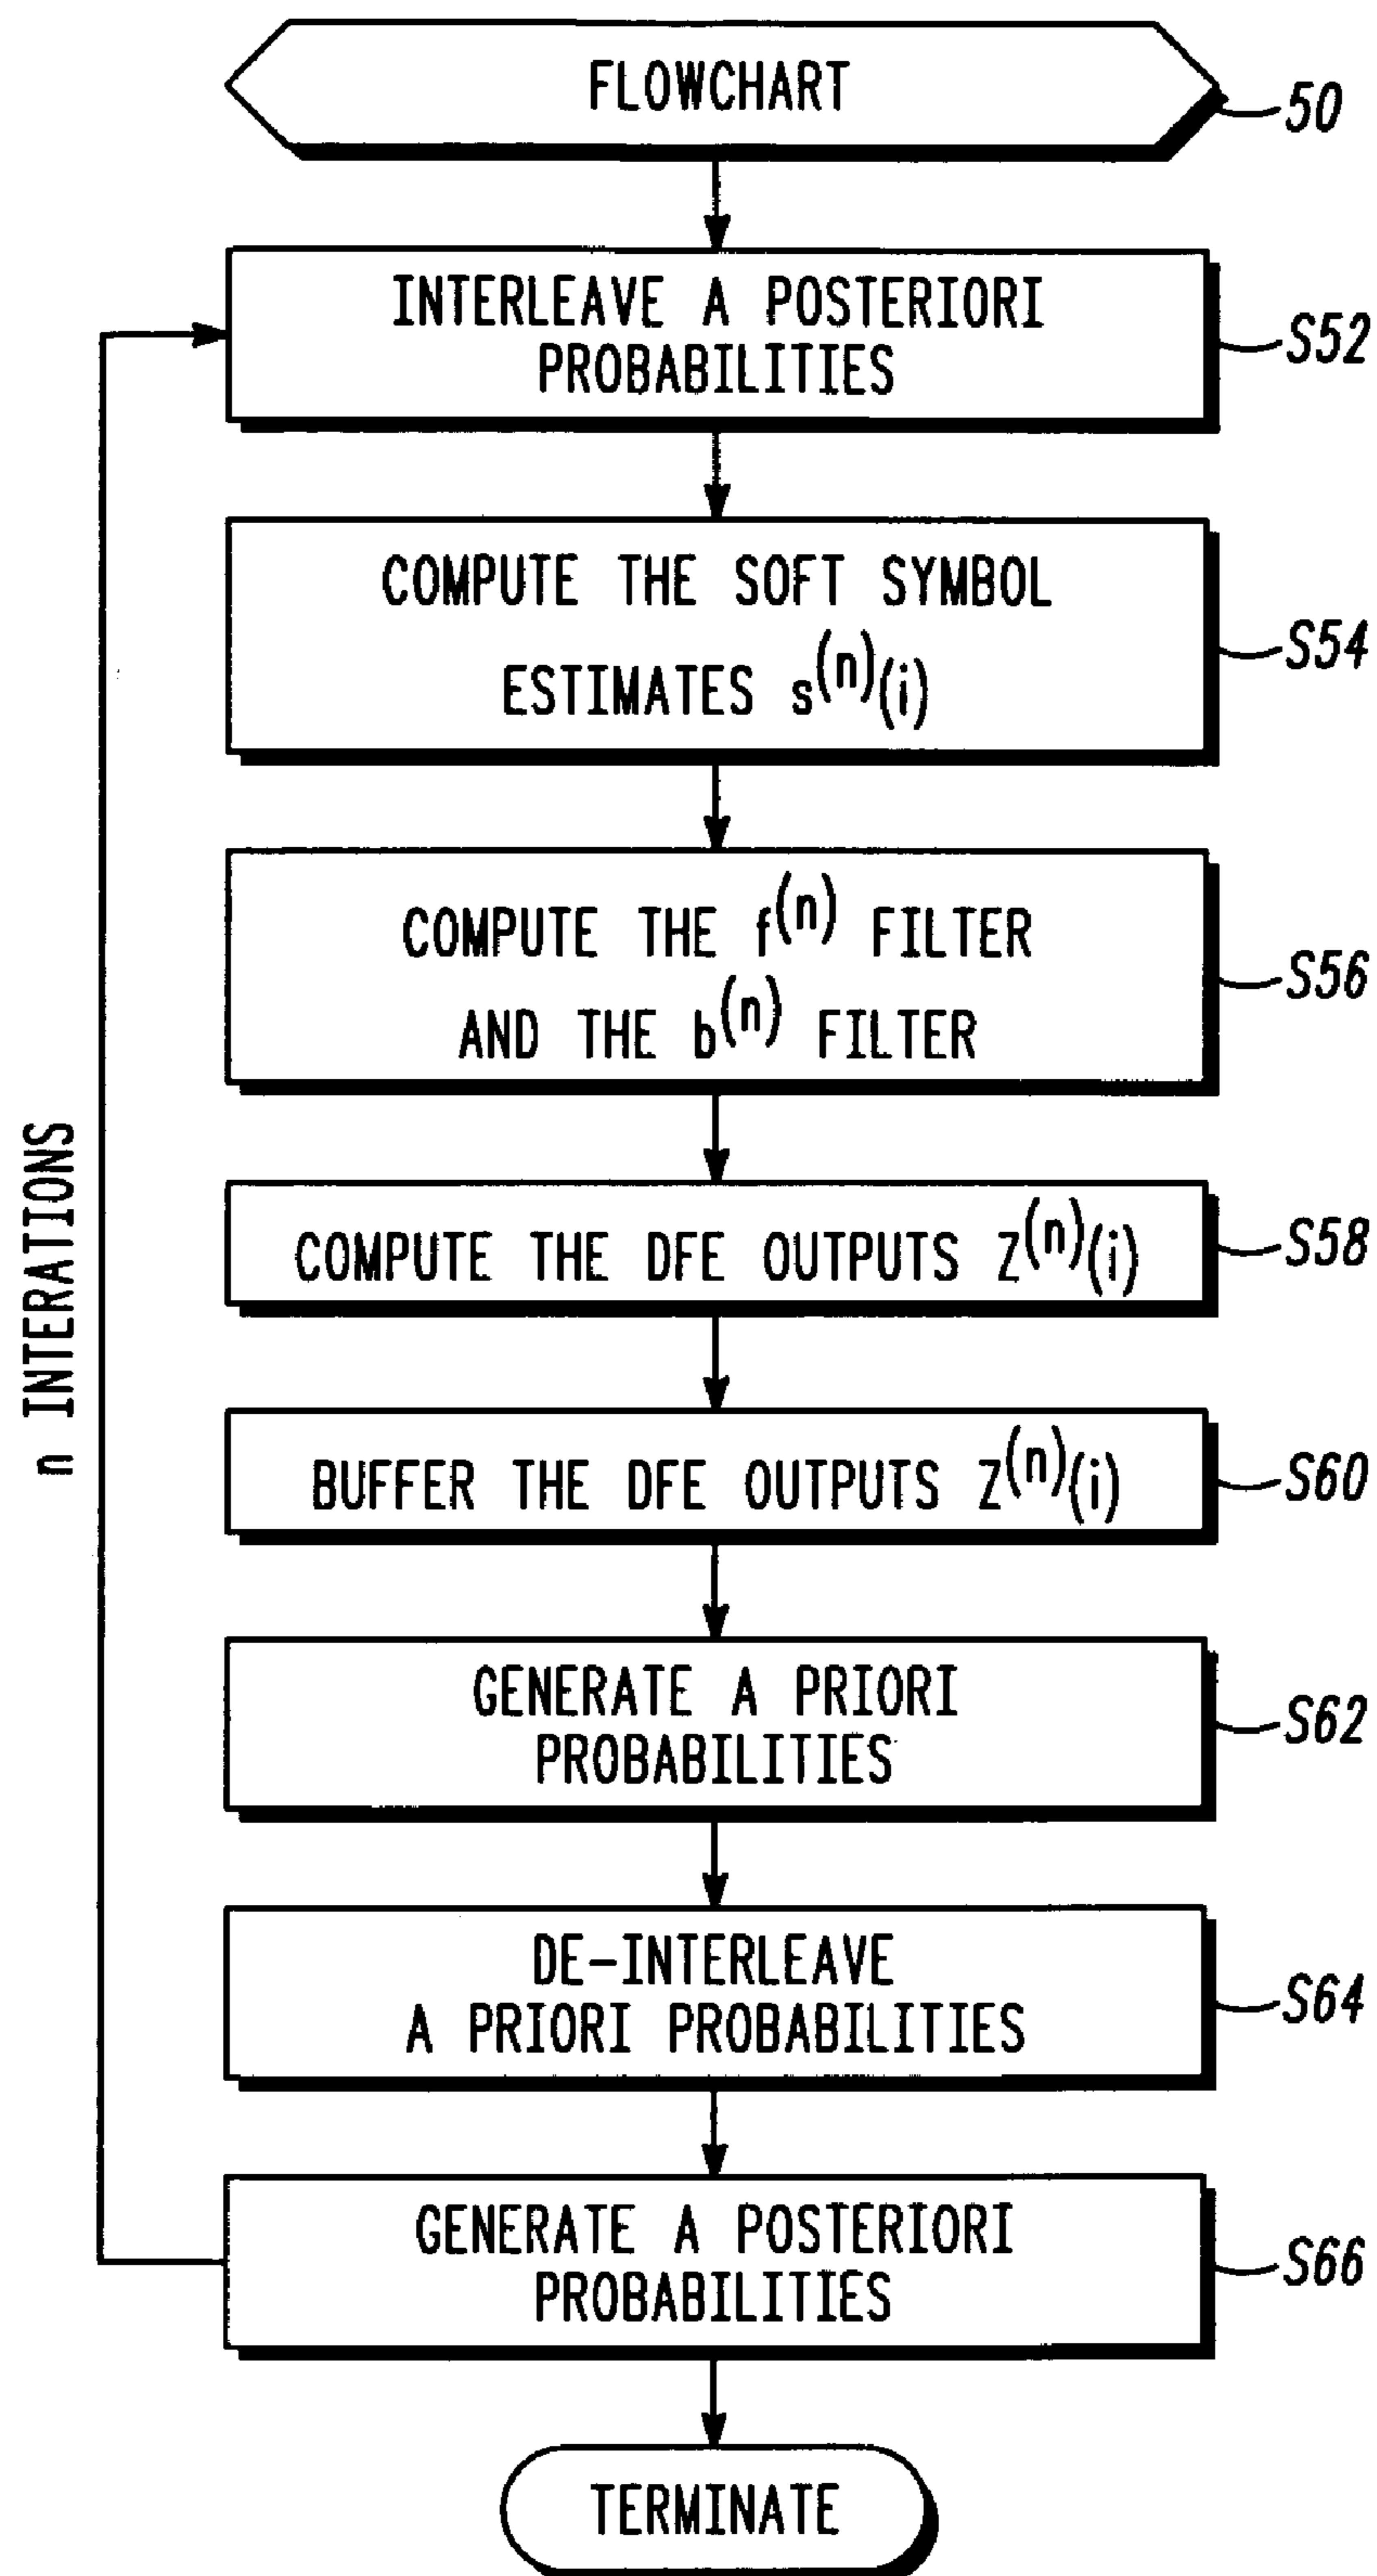 FLOWCHART
50
INTERLEAVE A POSTERIORI
PROBABILITIES
S52
COMPUTE THE SOFT SYMBOL
ESTIMATES s(n)(i)
S54
COMPUTE THE f(n) FILTER
AND THE b(n) FILTER
S56
COMPUTE THE DFE OUTPUTS Z(n)(i)
S58
BUFFER THE DFE OUTPUTS Z(n)(i)
S60
GENERATE A PRIORI
PROBABILITIES
S62
DE-INTERLEAVE
A PRIORI PROBABILITIES
S64
GENERATE A POSTERIORI
PROBABILITIES
S66
TERMINATE
n INTERATIONS